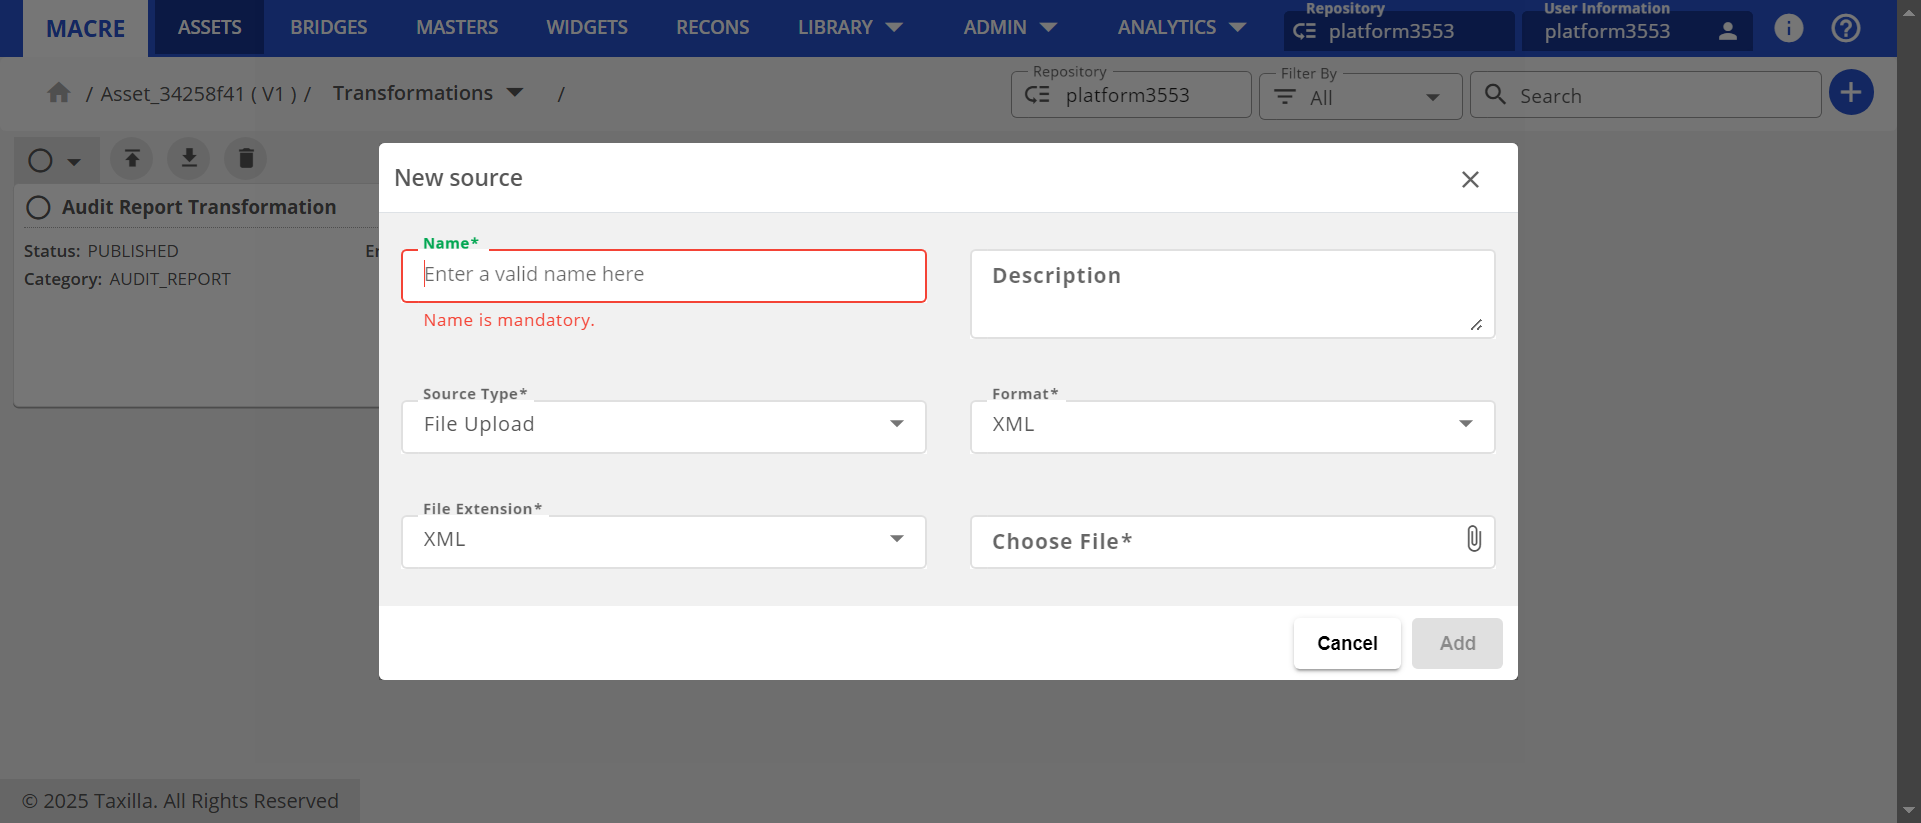 MACRE
ASSETS
BRIDGES
MASTERS
WIDGETS
RECONS
LIBRARY
ADMIN
ANALYTICS
Repository
platform3553
User Information
platform3553
/ Asset_34258f41 ( V1 ) / Transformations /
Repository
platform3553
Filter By
All
Search
Audit Report Transformation
Status: PUBLISHED
Category: AUDIT_REPORT
New source
Name*
Enter a valid name here
Name is mandatory.
Description
Source Type*
File Upload
Format*
XML
File Extension*
XML
Choose File*
Cancel
Add
© 2025 Taxilla. All Rights Reserved